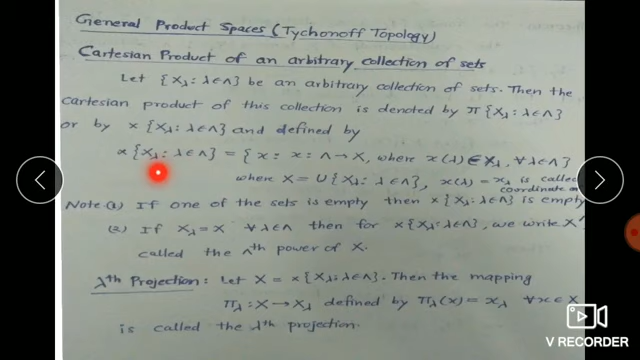 General Product Spaces (Tychonoff Topology)
Cartesian Product of an arbitrary collection of sets
Let {Xλ : λ∈Λ} be an arbitrary collection of sets. Then the
Cartesian product of this collection is denoted by π{Xλ : λ∈Λ}
or by ×{Xλ : λ∈Λ} and defined by
×{Xλ : λ∈Λ} = {x : x : Λ→X, where x(λ)∈Xλ, ∀λ∈Λ}
where X = ∪{Xλ : λ∈Λ}, x(λ) = xλ is called
coordinate
Note (1) If one of the sets is empty then ×{Xλ : λ∈Λ} is empty
(2) If Xλ = X ∀λ∈Λ then for ×{Xλ : λ∈Λ}, we write X
called the Λth power of X.
λth Projection: Let X = ×{Xλ : λ∈Λ}. Then the mapping
πλ : X→Xλ defined by πλ(x) = xλ ∀x∈X
is called the λth projection.
V RECORDER